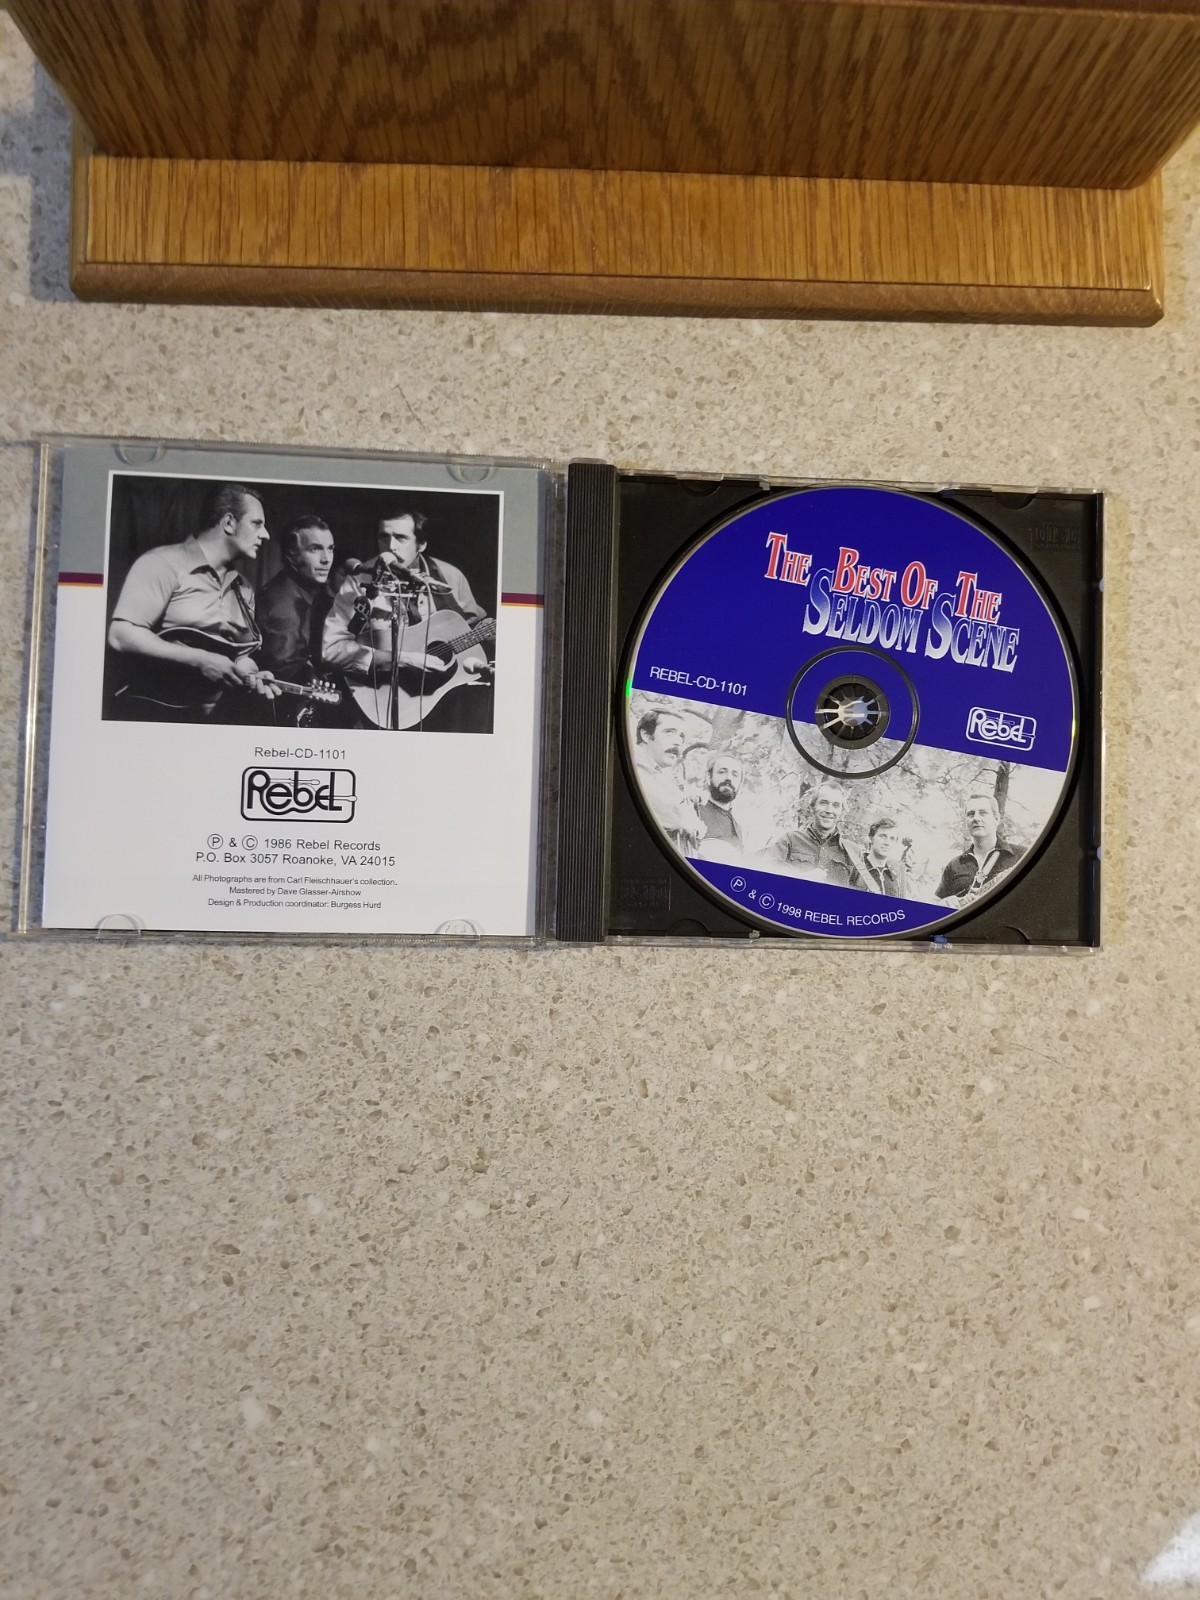 Rebel-CD-1101
Rebel
Ⓟ & Ⓒ 1986 Rebel Records
P.O. Box 3057 Roanoke, VA 24015
All Photographs are from Carl Fleischhauer's collection.
Mastered by Dave Glasser-Airshow
Design & Production coordinator: Burgess Hurd
THE BEST OF THE
SELDOM SCENE
REBEL-CD-1101
Rebel
Ⓟ & Ⓒ 1998 REBEL RECORDS